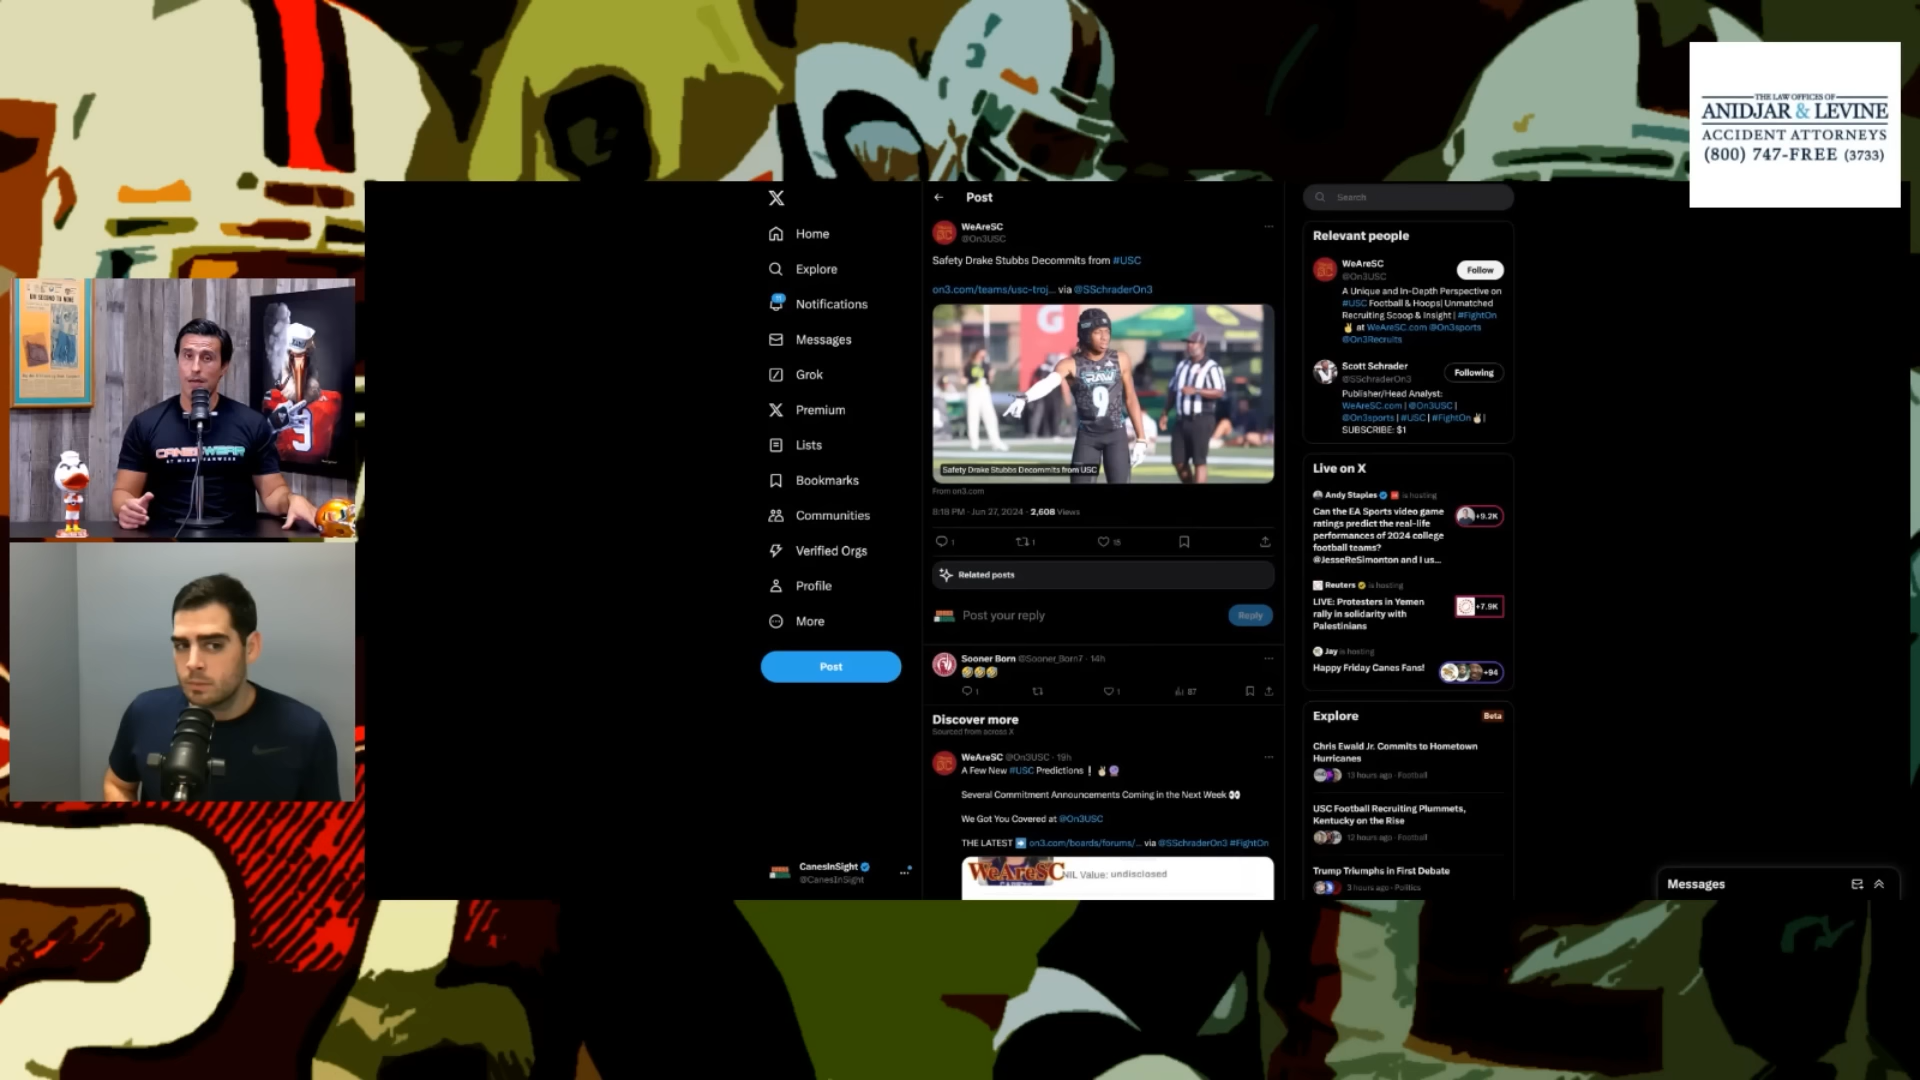 THE LAW OFFICES OF
ANIDJAR & LEVINE
ACCIDENT ATTORNEYS
(800) 747-FREE (3733)
Home
Explore
Notifications
Messages
Grok
Premium
Lists
Bookmarks
Communities
Verified Orgs
Profile
More
Post
CanesInSight
@CanesInSight
Post
WeAreSC
@On3USC
Safety Drake Stubbs Decommits from #USC
on3.com/teams/usc-troj... via @SSchraderOn3
G
RAW
9
Safety Drake Stubbs Decommits from USC
From on3.com
8:18 PM · Jun 27, 2024 · 2,608 Views
1
1
15
Related posts
Post your reply
Reply
Sooner Born @Sooner_Born7 · 14h
1
1
87
Discover more
Sourced from across X
WeAreSC @On3USC · 19h
A Few New #USC Predictions
Several Commitment Announcements Coming in the Next Week
We Got You Covered at @On3USC
THE LATEST on3.com/boards/forums/... via @SSchraderOn3 #FightOn
WeAreSC NIL Value: undisclosed
Search
Relevant people
WeAreSC
@On3USC
Follow
A Unique and In-Depth Perspective on
#USC Football & Hoops| Unmatched
Recruiting Scoop & Insight | #FightOn
at WeAreSC.com @On3sports
@On3Recruits
Scott Schrader
@SSchraderOn3
Following
Publisher/Head Analyst:
WeAreSC.com | @On3USC |
@On3sports | #USC | #FightOn |
SUBSCRIBE: $1
Live on X
Andy Staples is hosting
Can the EA Sports video game
ratings predict the real-life
performances of 2024 college
football teams?
@JesseReSimonton and I us...
+9.2K
Reuters is hosting
LIVE: Protesters in Yemen
rally in solidarity with
Palestinians
+7.9K
Jay is hosting
Happy Friday Canes Fans!
+94
Explore
Beta
Chris Ewald Jr. Commits to Hometown
Hurricanes
13 hours ago · Football
USC Football Recruiting Plummets,
Kentucky on the Rise
12 hours ago · Football
Trump Triumphs in First Debate
3 hours ago · Politics
Messages
CANESWEAR